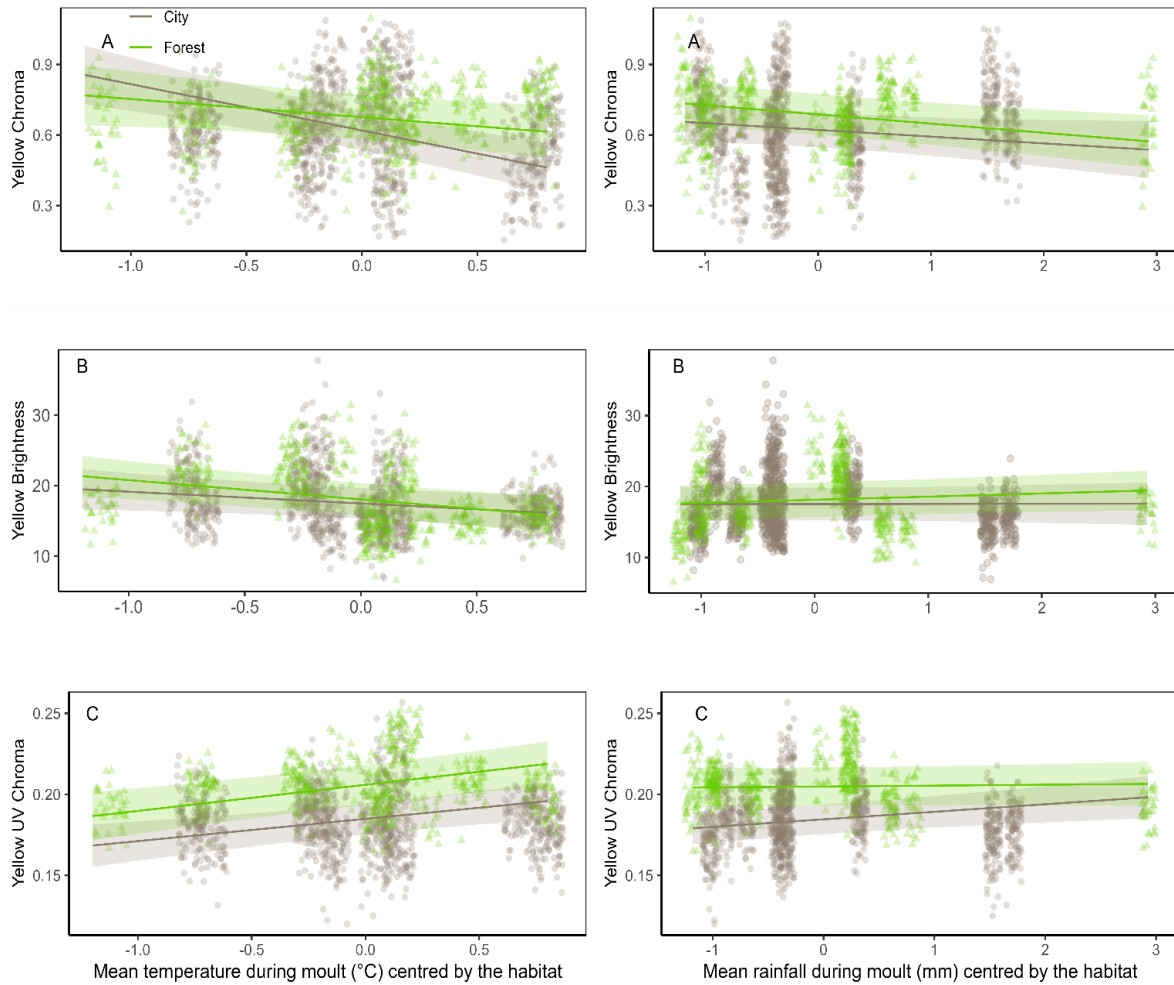 City
Forest
A
Yellow Chroma
0.9
0.6
0.3
-1.0 -0.5 0.0 0.5
A
Yellow Chroma
0.9
0.6
0.3
-1 0 1 2 3
B
Yellow Brightness
30
20
10
-1.0 -0.5 0.0 0.5
B
Yellow Brightness
30
20
10
-1 0 1 2 3
C
Yellow UV Chroma
0.25
0.20
0.15
-1.0 -0.5 0.0 0.5
Mean temperature during moult (°C) centred by the habitat
C
Yellow UV Chroma
0.25
0.20
0.15
-1 0 1 2 3
Mean rainfall during moult (mm) centred by the habitat